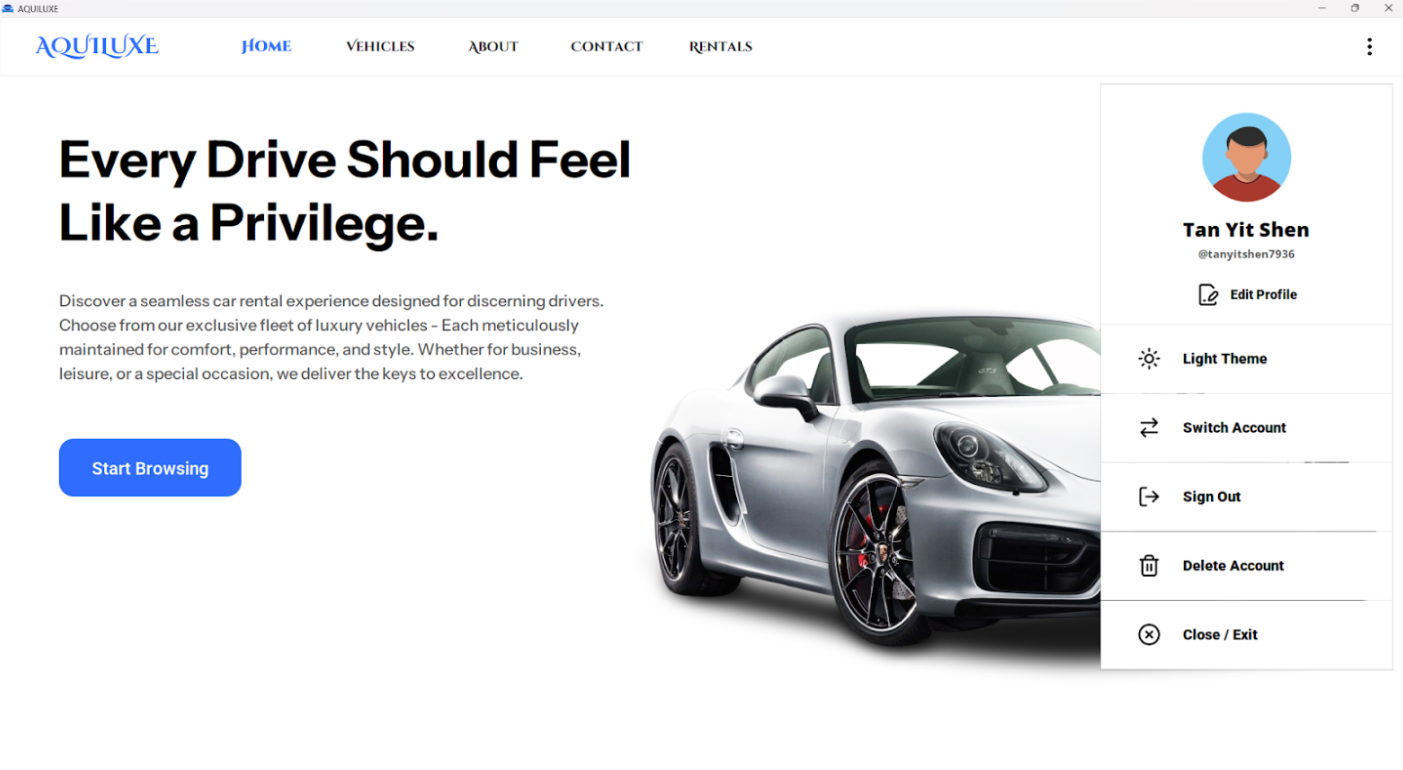 AQUILUXE
AQUILUXE
Home
Vehicles
About
Contact
Rentals
Every Drive Should Feel
Like a Privilege.
Discover a seamless car rental experience designed for discerning drivers.
Choose from our exclusive fleet of luxury vehicles - Each meticulously
maintained for comfort, performance, and style. Whether for business,
leisure, or a special occasion, we deliver the keys to excellence.
Start Browsing
GTS
Tan Yit Shen
@tanyitshen7936
Edit Profile
Light Theme
Switch Account
Sign Out
Delete Account
Close / Exit